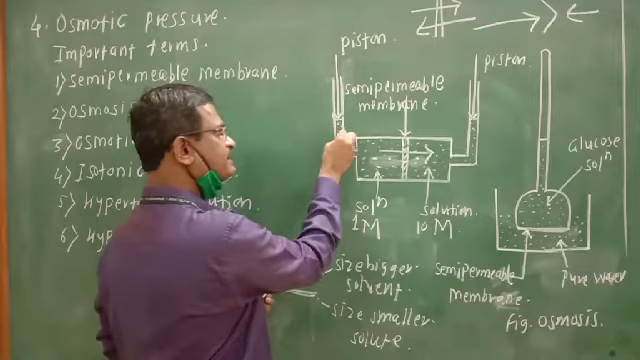 4. Osmotic pressure.
Important terms.
1) semipermeable membrane.
2) Osmosis
3) osmoti
4) Isotonic
5) Hypert ution.
6) Hyp
piston
piston
semipermeable
membrane.
soln
1 M
solution
10 M
size bigger
solvent.
size smaller
solute.
Glucose
soln
semipermeable
membrane.
pure water
fig. osmosis.